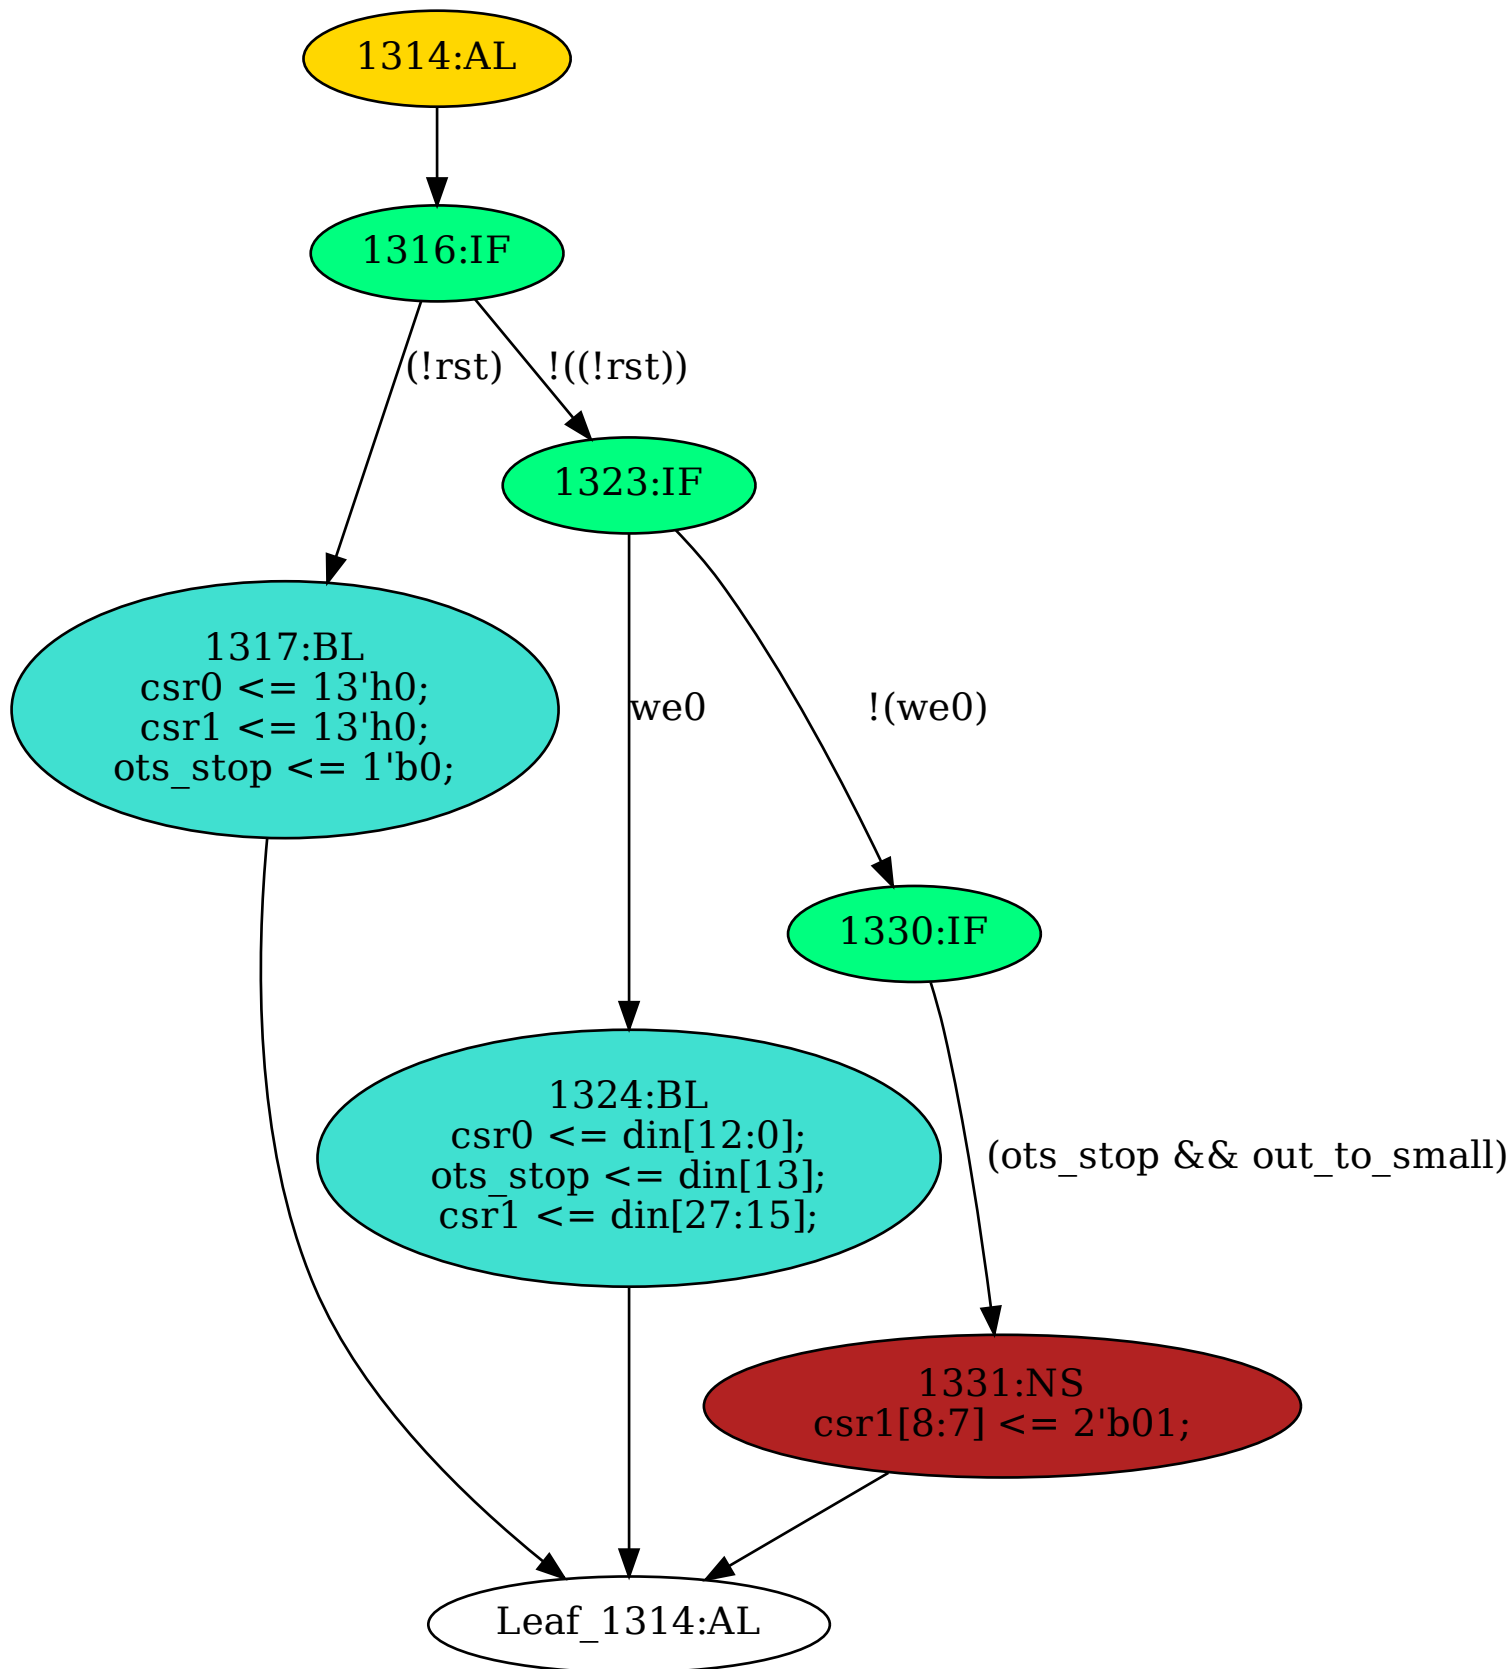 1314:AL
1316:IF
(!rst)
!((!rst))
1323:IF
1317:BL
csr0 <= 13'h0;
csr1 <= 13'h0;
ots_stop <= 1'b0;
we0
!(we0)
1330:IF
1324:BL
csr0 <= din[12:0];
ots_stop <= din[13];
csr1 <= din[27:15];
(ots_stop && out_to_small)
1331:NS
csr1[8:7] <= 2'b01;
Leaf_1314:AL